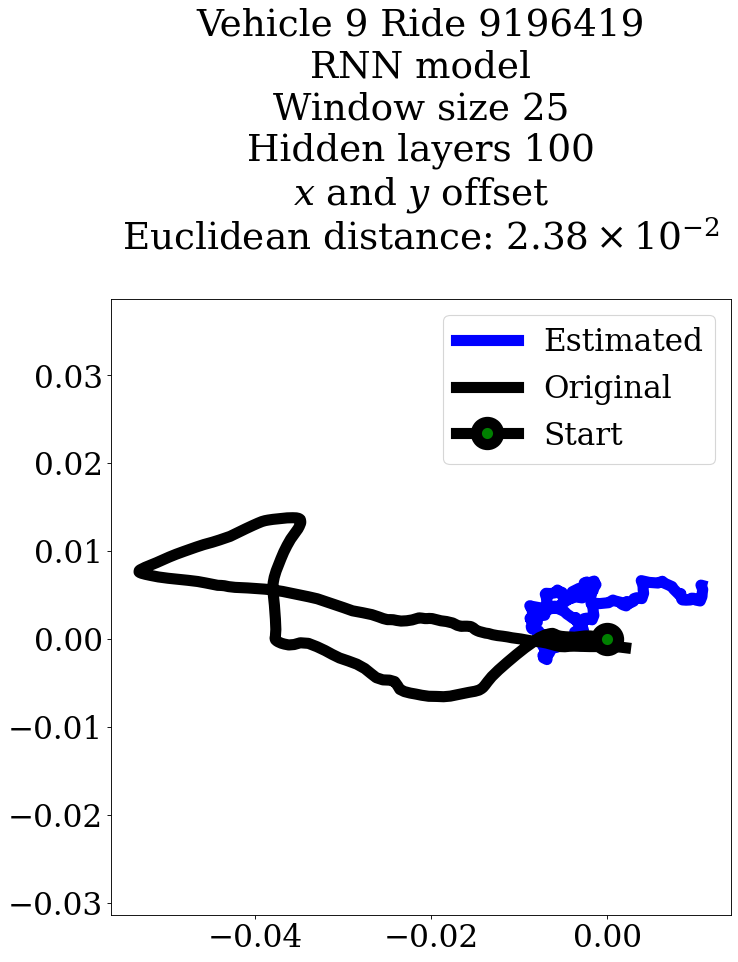 Vehicle 9 Ride 9196419
RNN model
Window size 25
Hidden layers 100
x and y offset
Euclidean distance: 2.38 × 10⁻²
Estimated
Original
Start
0.03
0.02
0.01
0.00
−0.01
−0.02
−0.03
−0.04 −0.02 0.00